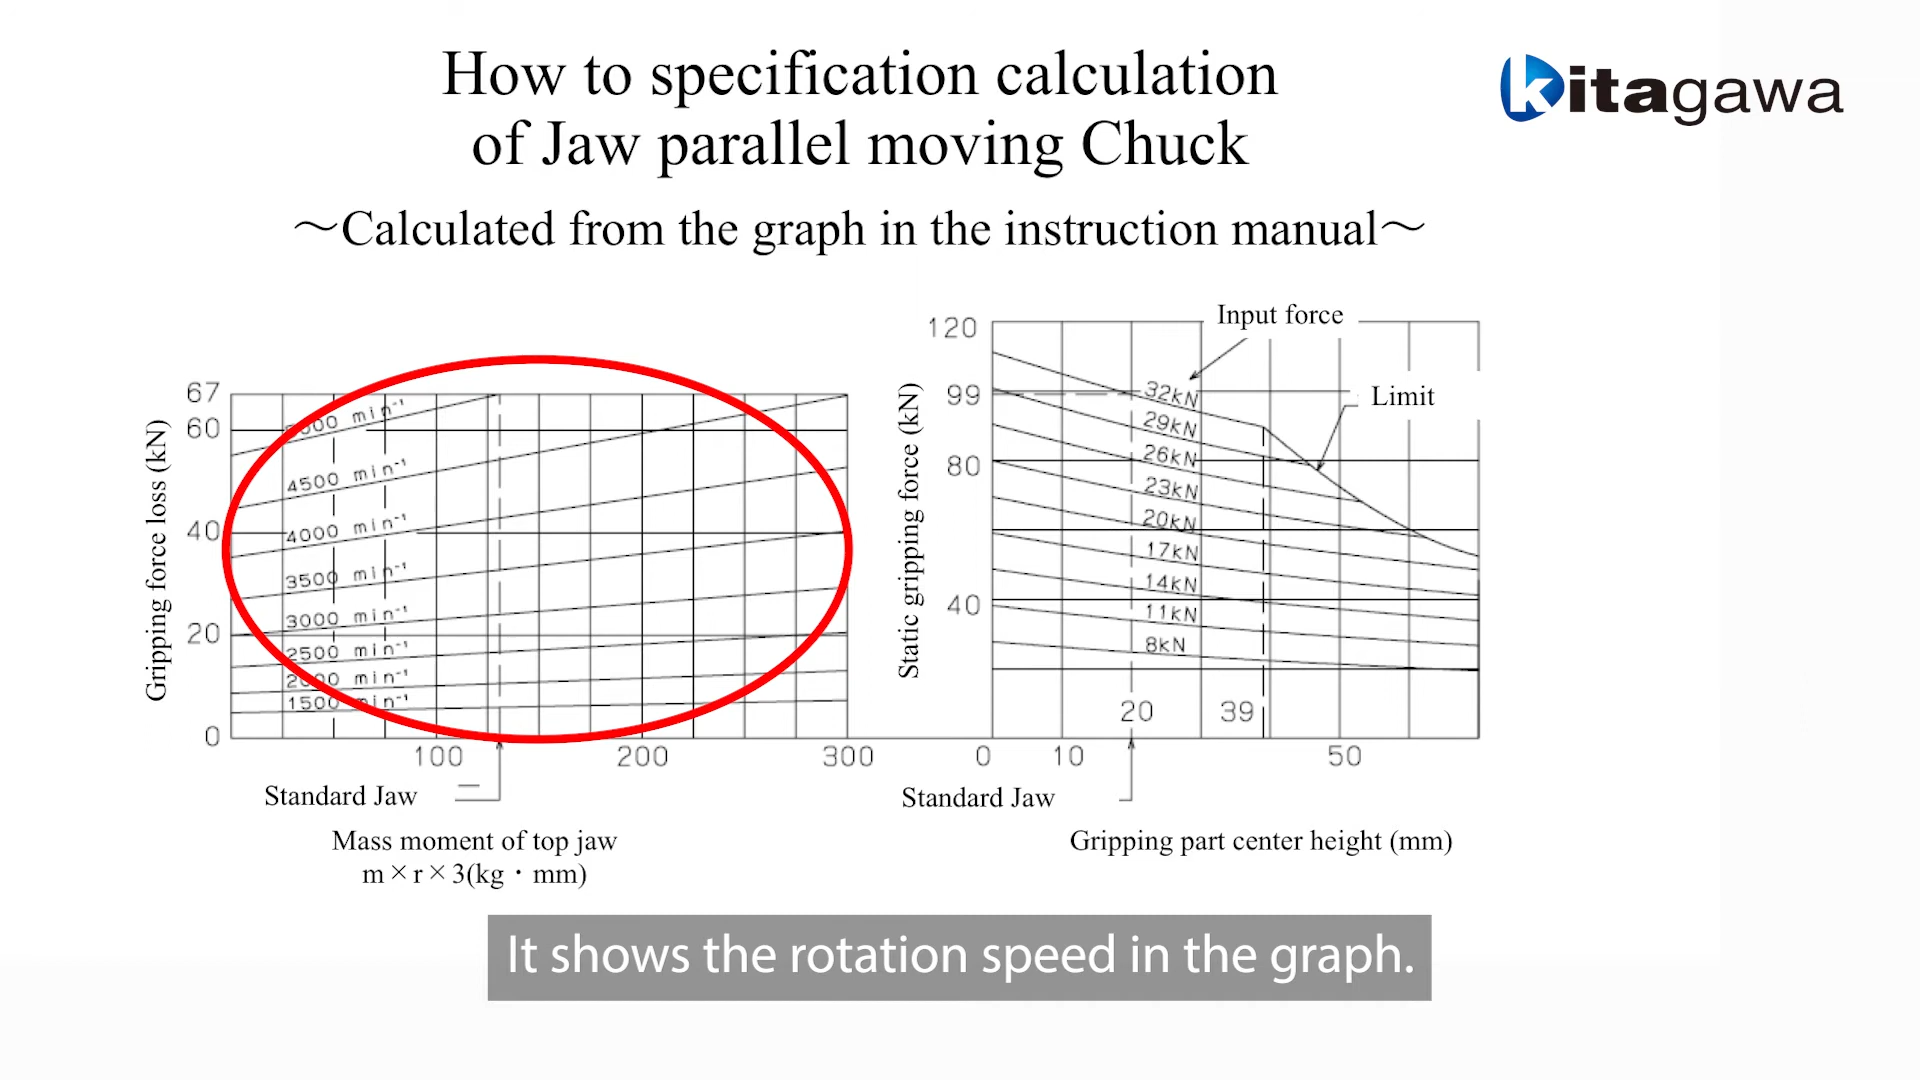 How to specification calculation
of Jaw parallel moving Chuck
kitagawa
～Calculated from the graph in the instruction manual～
Gripping force loss (kN)
67
60
40
20
0
min⁻¹
4500 min⁻¹
4000 min⁻¹
3500 min⁻¹
3000 min⁻¹
2500 min⁻¹
2000 min⁻¹
1500 min⁻¹
100
200
300
Standard Jaw
Mass moment of top jaw
m×r×3(kg・mm)
Static gripping force (kN)
120
99
80
40
Input force
Limit
32kN
29kN
26kN
23kN
20kN
17kN
14kN
11kN
8kN
20
39
0
10
50
Standard Jaw
Gripping part center height (mm)
It shows the rotation speed in the graph.